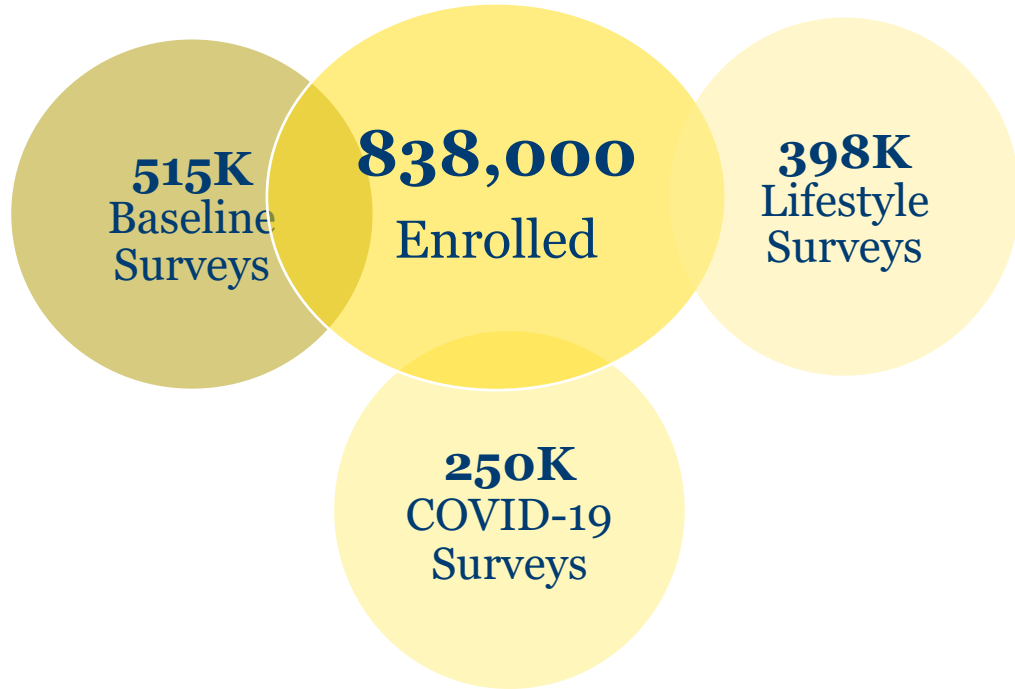 515K
Baseline
Surveys
838,000
Enrolled
398K
Lifestyle
Surveys
250K
COVID-19
Surveys